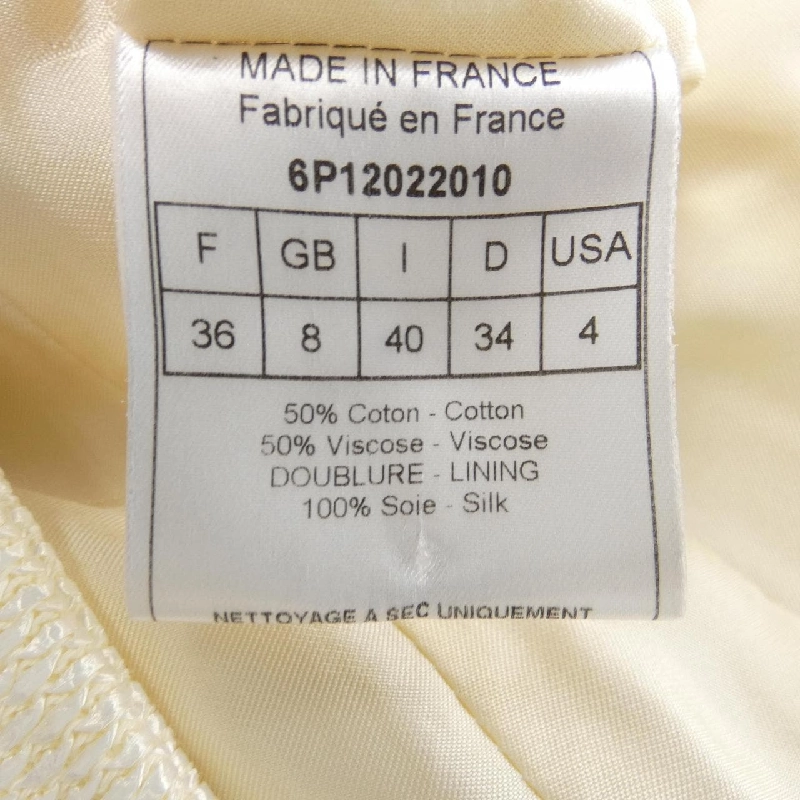 MADE IN FRANCE
Fabriqué en France
6P12022010
F GB I D USA
36 8 40 34 4
50% Coton - Cotton
50% Viscose - Viscose
DOUBLURE - LINING
100% Soie - Silk
NETTOYAGE A SEC UNIQUEMENT